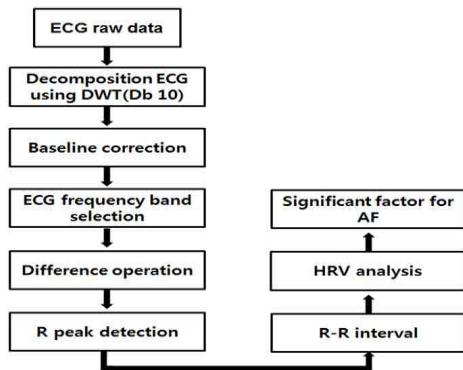 ECG raw data
Decomposition ECG
using DWT(Db 10)
Baseline correction
ECG frequency band
selection
Difference operation
R peak detection
R-R interval
HRV analysis
Significant factor for
AF